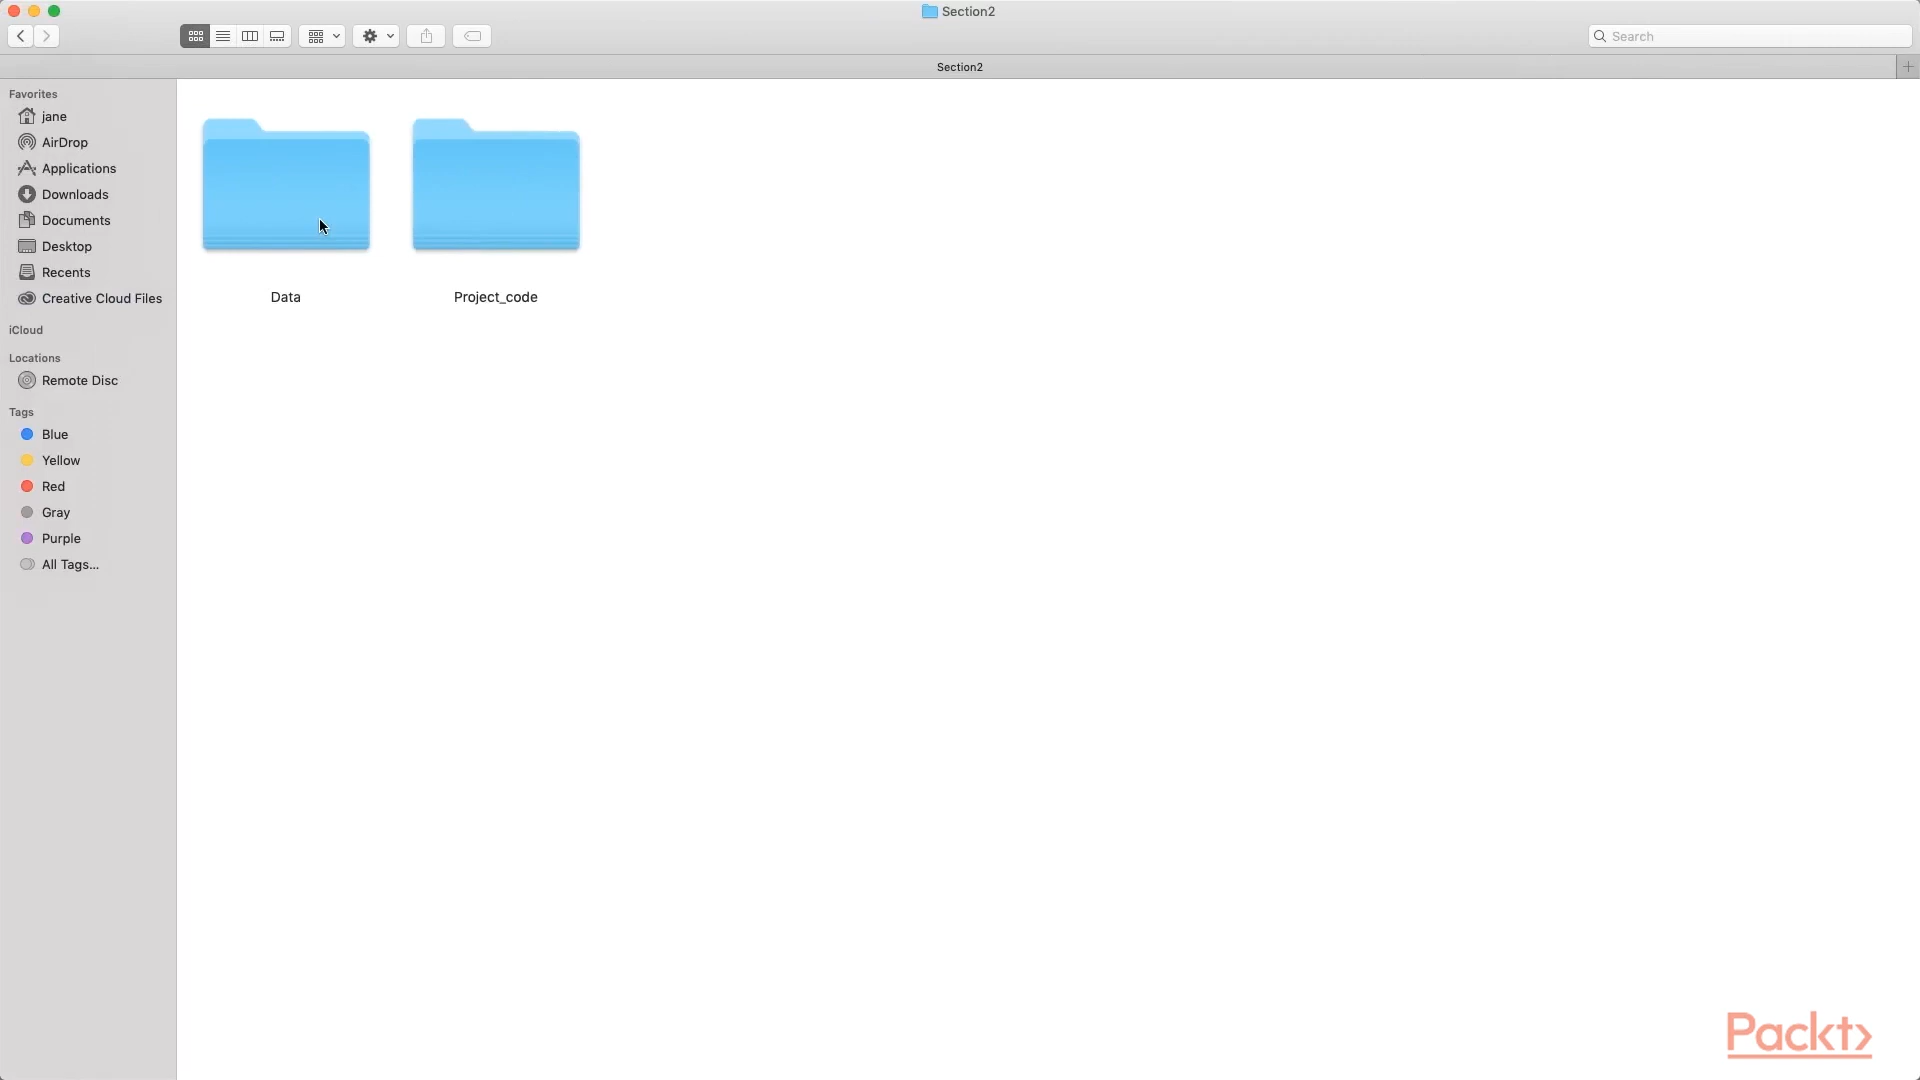 Section2
Search
Section2
Favorites
jane
AirDrop
Applications
Downloads
Documents
Desktop
Recents
Creative Cloud Files
iCloud
Locations
Remote Disc
Tags
Blue
Yellow
Red
Gray
Purple
All Tags...
Data
Project_code
Packt>